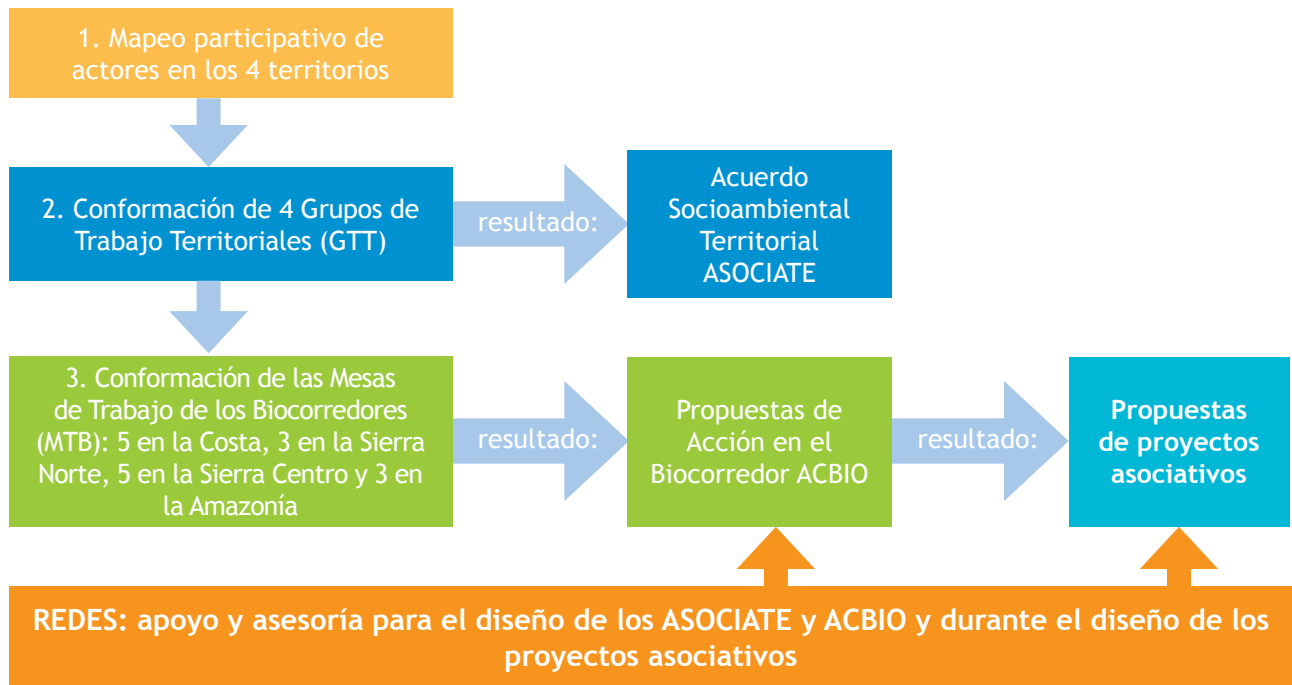 1. Mapeo participativo de
actores en los 4 territorios
2. Conformación de 4 Grupos de
Trabajo Territoriales (GTT)
resultado:
Acuerdo
Socioambiental
Territorial
ASOCIATE
3. Conformación de las Mesas
de Trabajo de los Biocorredores
(MTB): 5 en la Costa, 3 en la Sierra
Norte, 5 en la Sierra Centro y 3 en
la Amazonía
resultado:
Propuestas de
Acción en el
Biocorredor ACBIO
resultado:
Propuestas
de proyectos
asociativos
REDES: apoyo y asesoría para el diseño de los ASOCIATE y ACBIO y durante el diseño de los
proyectos asociativos